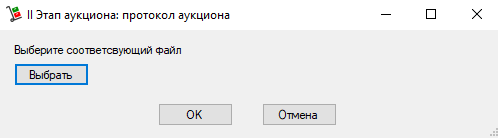 II Этап аукциона: протокол аукциона
Выберите соответсвующий файл
Выбрать
OK
Отмена